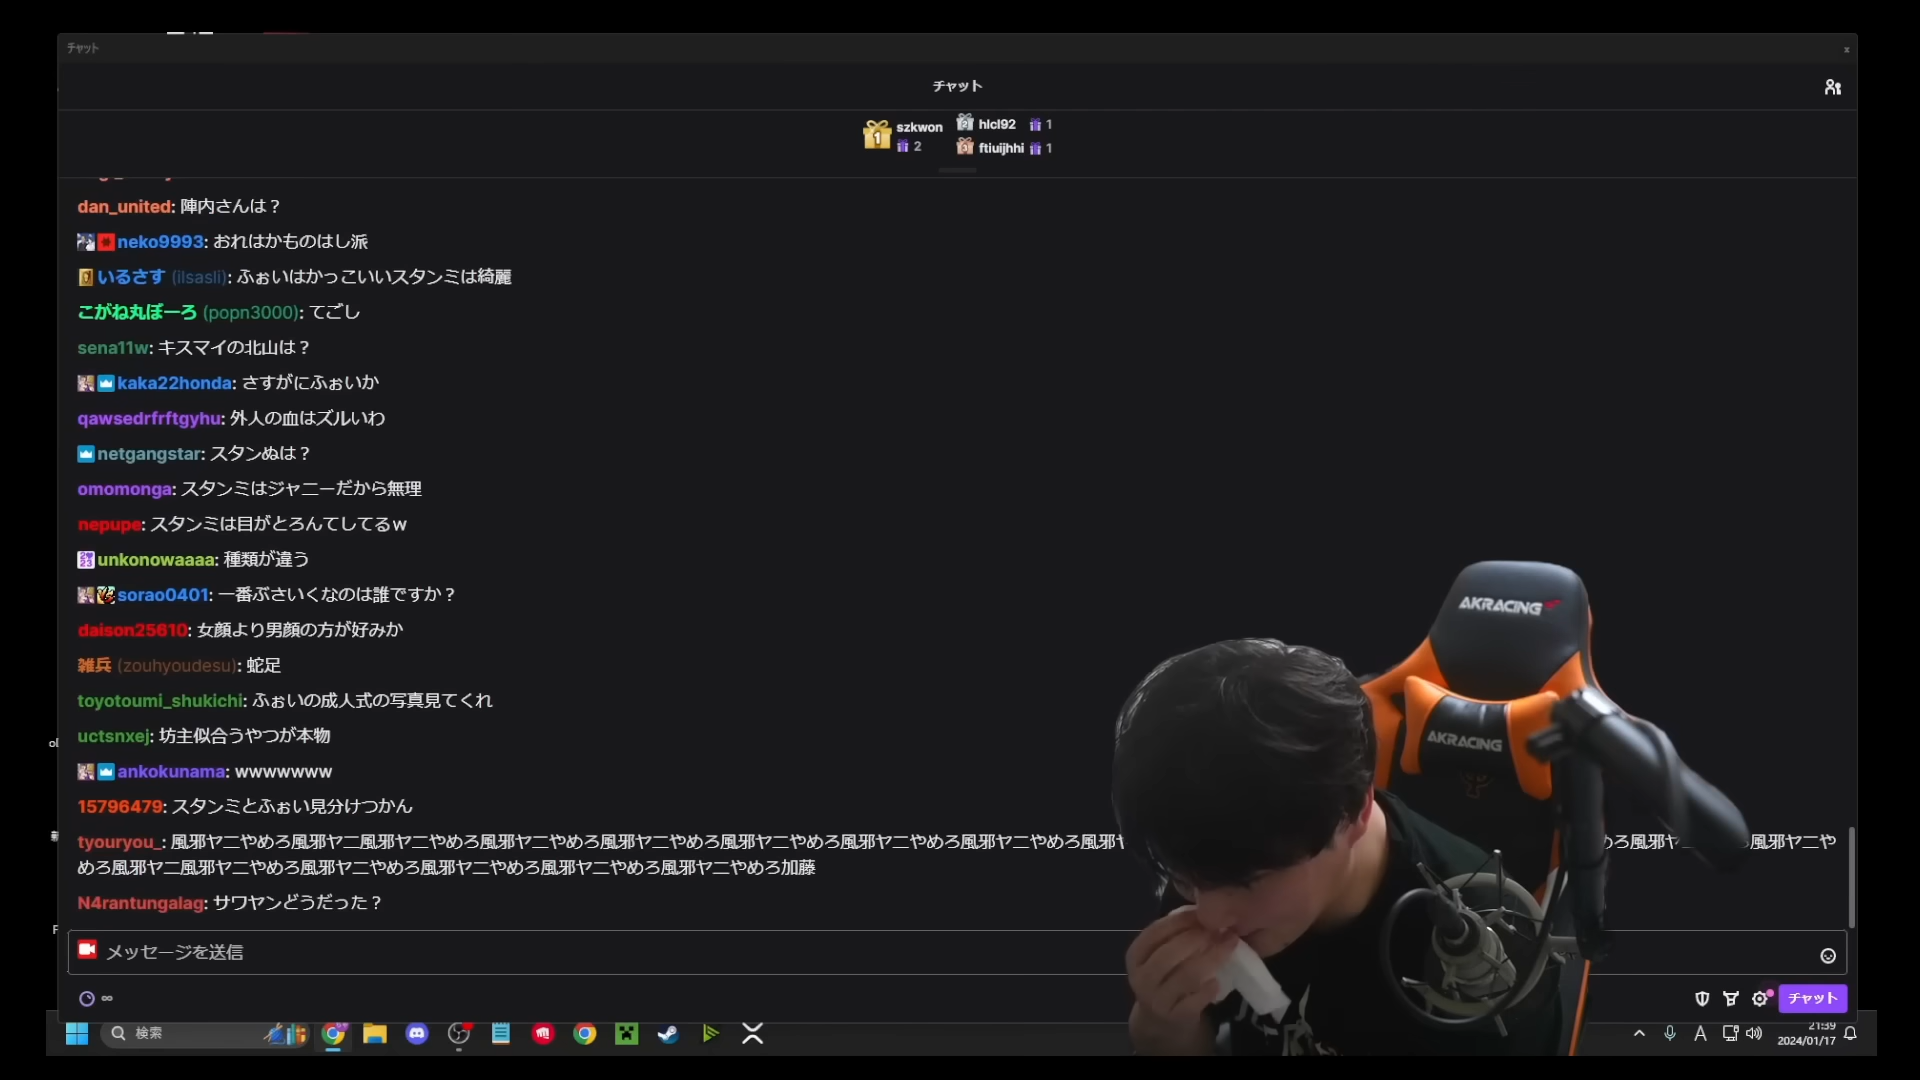 チャット
チャット
szkwon
2
hlcl92 1
ftiuijhhi 1
dan_united: 陣内さんは？
neko9993: おれはかものはし派
いるさす (ilsasli): ふぉいはかっこいいスタンミは綺麗
こがね丸ぼーろ (popn3000): てごし
sena11w: キスマイの北山は？
kaka22honda: さすがにふぉいか
qawsedrfrftgyhu: 外人の血はズルいわ
netgangstar: スタンぬは？
omomonga: スタンミはジャニーだから無理
nepupe: スタンミは目がとろんてしてるw
unkonowaaaa: 種類が違う
sorao0401: 一番ぶさいくなのは誰ですか？
daison25610: 女顔より男顔の方が好みか
雑兵 (zouhyoudesu): 蛇足
toyotoumi_shukichi: ふぉいの成人式の写真見てくれ
uctsnxej: 坊主似合うやつが本物
ankokunama: wwwwwww
15796479: スタンミとふぉい見分けつかん
tyouryou_: 風邪ヤニやめろ風邪ヤニ風邪ヤニやめろ風邪ヤニやめろ風邪ヤニやめろ風邪ヤニやめろ風邪ヤニやめろ風邪ヤニやめろ風邪ヤ めろ風邪ヤ 風邪ヤニや
めろ風邪ヤニ風邪ヤニやめろ風邪ヤニやめろ風邪ヤニやめろ風邪ヤニやめろ風邪ヤニやめろ加藤
N4rantungalag: サワヤンどうだった？
メッセージを送信
チャット
検索
A
21:39
2024/01/17
AKRACING
AKRACING